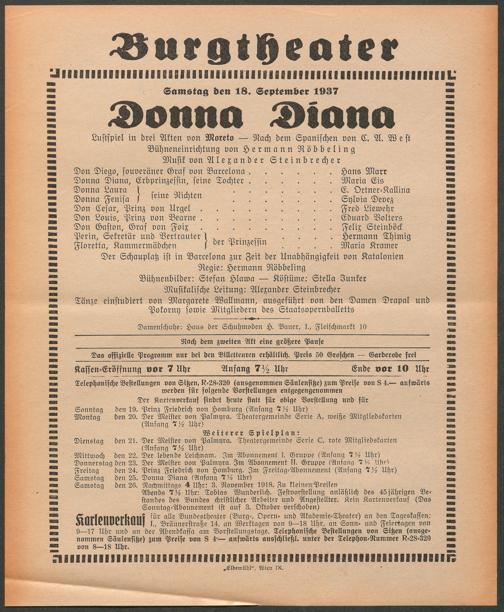 Burgtheater
Samstag den 18. September 1937
Donna Diana
Lustspiel in drei Akten von Moreto — Nach dem Spanischen von C. A. West
Bühneneinrichtung von Hermann Röbbeling
Musik von Alexander Steinbrecher
Don Diego, souveräner Graf von Barcelona . . . . . . Hans Marr
Donna Diana, Erbprinzessin, seine Tochter . . . . . . Maria Eis
Donna Laura } seine Nichten . . . . . . E. Ortner-Kallina
Donna Fenisa . . . . . . Sylvia Devez
Don Cesar, Prinz von Urgel . . . . . . Fred Liewehr
Don Louis, Prinz von Bearne . . . . . . Eduard Volters
Don Gaston, Graf von Foix . . . . . . Felix Steinböck
Perin, Sekretär und Vertrauter } der Prinzessin . . . . . . Hermann Thimig
Floretta, Kammermädchen . . . . . . Maria Kramer
Der Schauplatz ist in Barcelona zur Zeit der Unabhängigkeit von Katalonien
Regie: Hermann Röbbeling
Bühnenbilder: Stefan Hlawa — Kostüme: Stella Junker
Musikalische Leitung: Alexander Steinbrecher
Tänze einstudiert von Margarete Wallmann, ausgeführt von den Damen Drapal und
Pokorny sowie Mitgliedern des Staatsopernballetts
Damenschuhe: Haus der Schuhmoden H. Bauer, I., Fleischmarkt 10
Nach dem zweiten Akt eine größere Pause
Das offizielle Programm nur bei den Billetteuren erhältlich. Preis 50 Groschen — Garderobe frei
Kassen-Eröffnung vor 7 Uhr Anfang 7½ Uhr Ende vor 10 Uhr
Telephonische Bestellungen von Sitzen, R-28-320 (ausgenommen Säulensitze) zum Preise von S 4.— aufwärts
werden für folgende Vorstellungen entgegengenommen
Der Kartenverkauf findet heute statt für obige Vorstellung und für
Sonntag den 19. Prinz Friedrich von Homburg (Anfang 7½ Uhr)
Montag den 20. Der Meister von Palmyra. Theatergemeinde Serie A, weiße Mitgliedskarten
(Anfang 7½ Uhr)
Weiterer Spielplan:
Dienstag den 21. Der Meister von Palmyra. Theatergemeinde Serie C, rote Mitgliedskarten
(Anfang 7½ Uhr)
Mittwoch den 22. Der lebende Leichnam. Im Abonnement I. Gruppe (Anfang 7½ Uhr)
Donnerstag den 23. Der Meister von Palmyra. Im Abonnement II. Gruppe (Anfang 7½ Uhr)
Freitag den 24. Prinz Friedrich von Homburg. Im Freitag-Abonnement (Anfang 7½ Uhr)
Samstag den 25. Donna Diana (Anfang 7½ Uhr)
Sonntag den 26. Nachmittags 4 Uhr: 3. November 1918. Zu kleinen Preisen
Abends 7½ Uhr: Tobias Wunderlich. Festvorstellung anläßlich des 45jährigen Be-
standes des Bundes christlicher Arbeiter und Angestellter. Kein Kartenverkauf (Das
Sonntag-Abonnement ist auf 3. Oktober verschoben)
Kartenverkauf für alle Bundestheater (Burg-, Opern- und Akademie-Theater) an den Tageskassen:
I., Bräunerstraße 14, an Werktagen von 9—18 Uhr, an Sonn- und Feiertagen von
9—17 Uhr und an der Abendkassa am Vorstellungstage. Telephonische Bestellungen von Sitzen (ausge-
nommen Säulensitze) zum Preise von S 4— aufwärts ausschließl. unter der Telephon-Nummer R-28-320
von 8—18 Uhr.
„Elbemühl“, Wien IX.